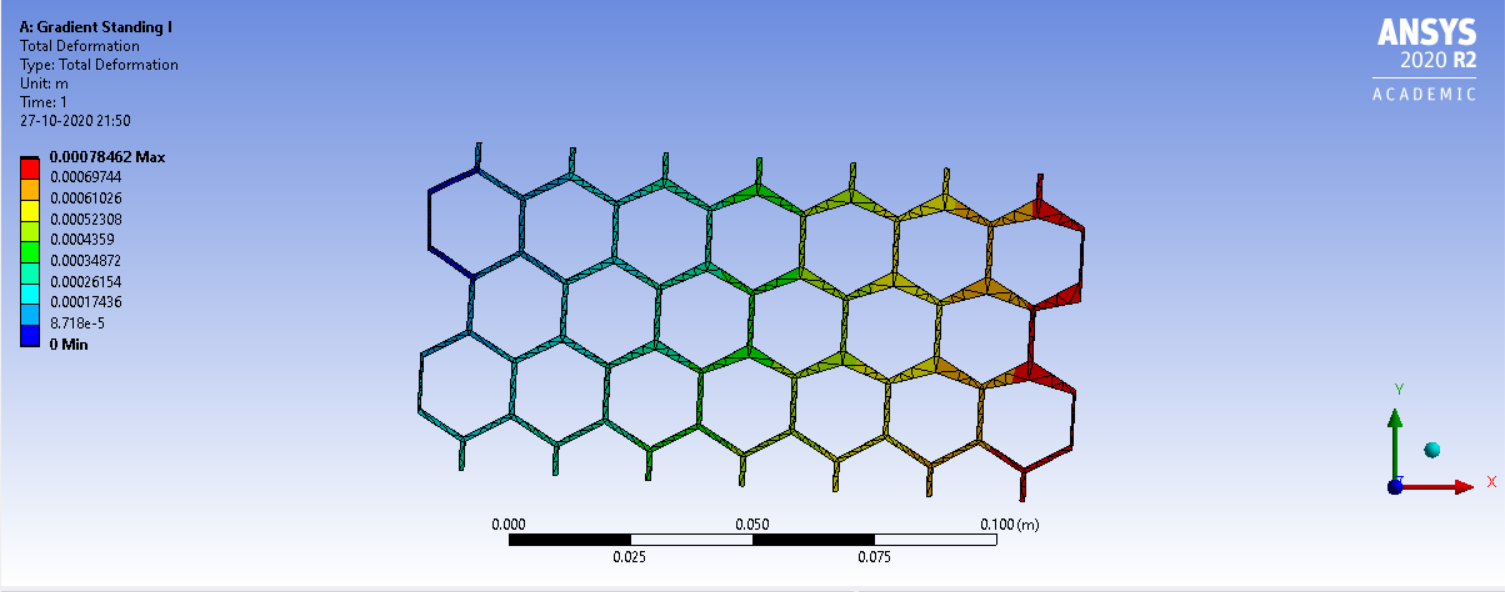 A: Gradient Standing I
Total Deformation
Type: Total Deformation
Unit: m
Time: 1
27-10-2020 21:50
0.00078462 Max
0.00069744
0.00061026
0.00052308
0.0004359
0.00034872
0.00026154
0.00017436
8.718e-5
0 Min
ANSYS
2020 R2
ACADEMIC
0.000 0.050 0.100 (m)
0.025 0.075
Y
Z X